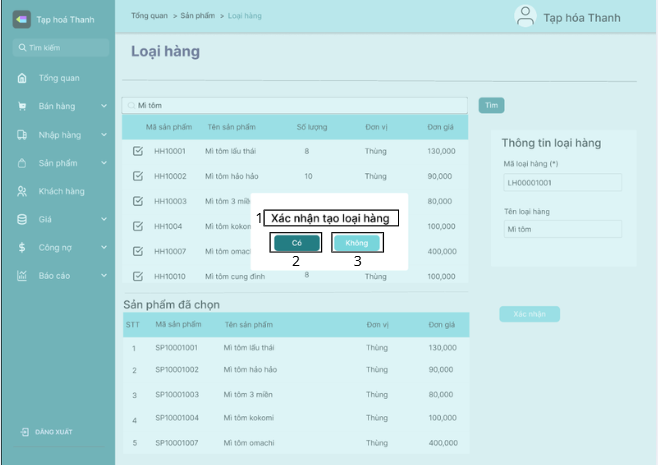 Tạp hoá Thanh
Tìm kiếm
Tổng quan
Bán hàng
Nhập hàng
Sản phẩm
Khách hàng
Giá
Công nợ
Báo cáo
ĐĂNG XUẤT
Tổng quan > Sản phẩm > Loại hàng
Tạp hóa Thanh
Loại hàng
Mì tôm
Tìm
Mã sản phẩm Tên sản phẩm Số lượng Đơn vị Đơn giá
HH10001 Mì tôm lẩu thái 8 Thùng 130,000
HH10002 Mì tôm hảo hảo 10 Thùng 90,000
HH10003 Mì tôm 3 miền 80,000
HH1004 Mì tôm kokom 100,000
HH10007 Mì tôm omac 400,000
HH10010 Mì tôm cung đình 8 Thùng 100,000
1 Xác nhận tạo loại hàng
Có Không
2 3
Thông tin loại hàng
Mã loại hàng (*)
LH00001001
Tên loại hàng
Mì tôm
Xác nhận
Sản phẩm đã chọn
STT Mã sản phẩm Tên sản phẩm Đơn vị Đơn giá
1 SP10001001 Mì tôm lẩu thái Thùng 130,000
2 SP10001002 Mì tôm hảo hảo Thùng 90,000
3 SP10001003 Mì tôm 3 miền Thùng 80,000
4 SP10001004 Mì tôm kokomi Thùng 100,000
5 SP10001007 Mì tôm omachi Thùng 400,000